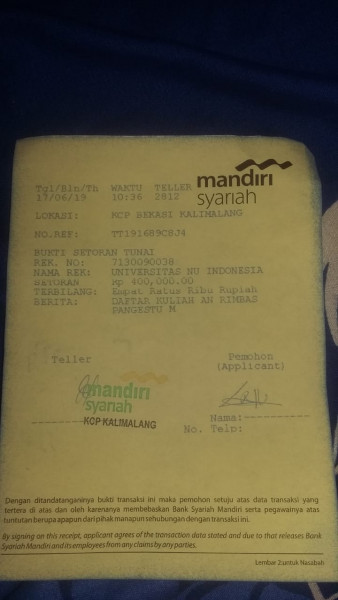 mandiri
syariah
Tgl/Bln/Th WAKTU TELLER
17/06/19 10:36 2812
LOKASI: KCP BEKASI KALIMALANG
NO.REF: TT191689C8J4
BUKTI SETORAN TUNAI
REK. NO: 7130090038
NAMA REK: UNIVERSITAS NU INDONESIA
SETORAN Rp 400,000.00
TERBILANG: Empat Ratus Ribu Rupiah
BERITA: DAFTAR KULIAH AN RIMBAS
PANGESTU M
Teller Pemohon
(Applicant)
mandiri
syariah
KCP KALIMALANG
Nama:
No. Telp:
Dengan ditandatanganinya bukti transaksi ini maka pemohon setuju atas data transaksi yang
tertera di atas dan oleh karenanya membebaskan Bank Syariah Mandiri serta pegawainya atas
tuntutan berupa apapun dari pihak manapun sehubungan dengan transaksi ini.
By signing on this receipt, applicant agrees of the transaction data stated and due to that releases Bank
Syariah Mandiri and its employees from any claims by any parties.
Lembar 2:untuk Nasabah